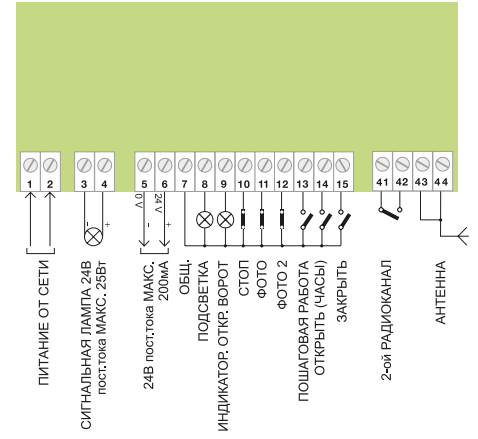 1 2 3 4 5 6 7 8 9 10 11 12 13 14 15 41 42 43 44
- +
0 V
-
24 V
+
ПИТАНИЕ ОТ СЕТИ
СИГНАЛЬНАЯ ЛАМПА 24В
пост.тока МАКС. 25Вт
24В пост.тока МАКС.
200мА
ОБЩ.
ПОДСВЕТКА
ИНДИКАТОР. ОТКР. ВОРОТ
СТОП
ФОТО
ФОТО 2
ПОШАГОВАЯ РАБОТА
ОТКРЫТЬ (ЧАСЫ)
ЗАКРЫТЬ
2-ой РАДИОКАНАЛ
АНТЕННА